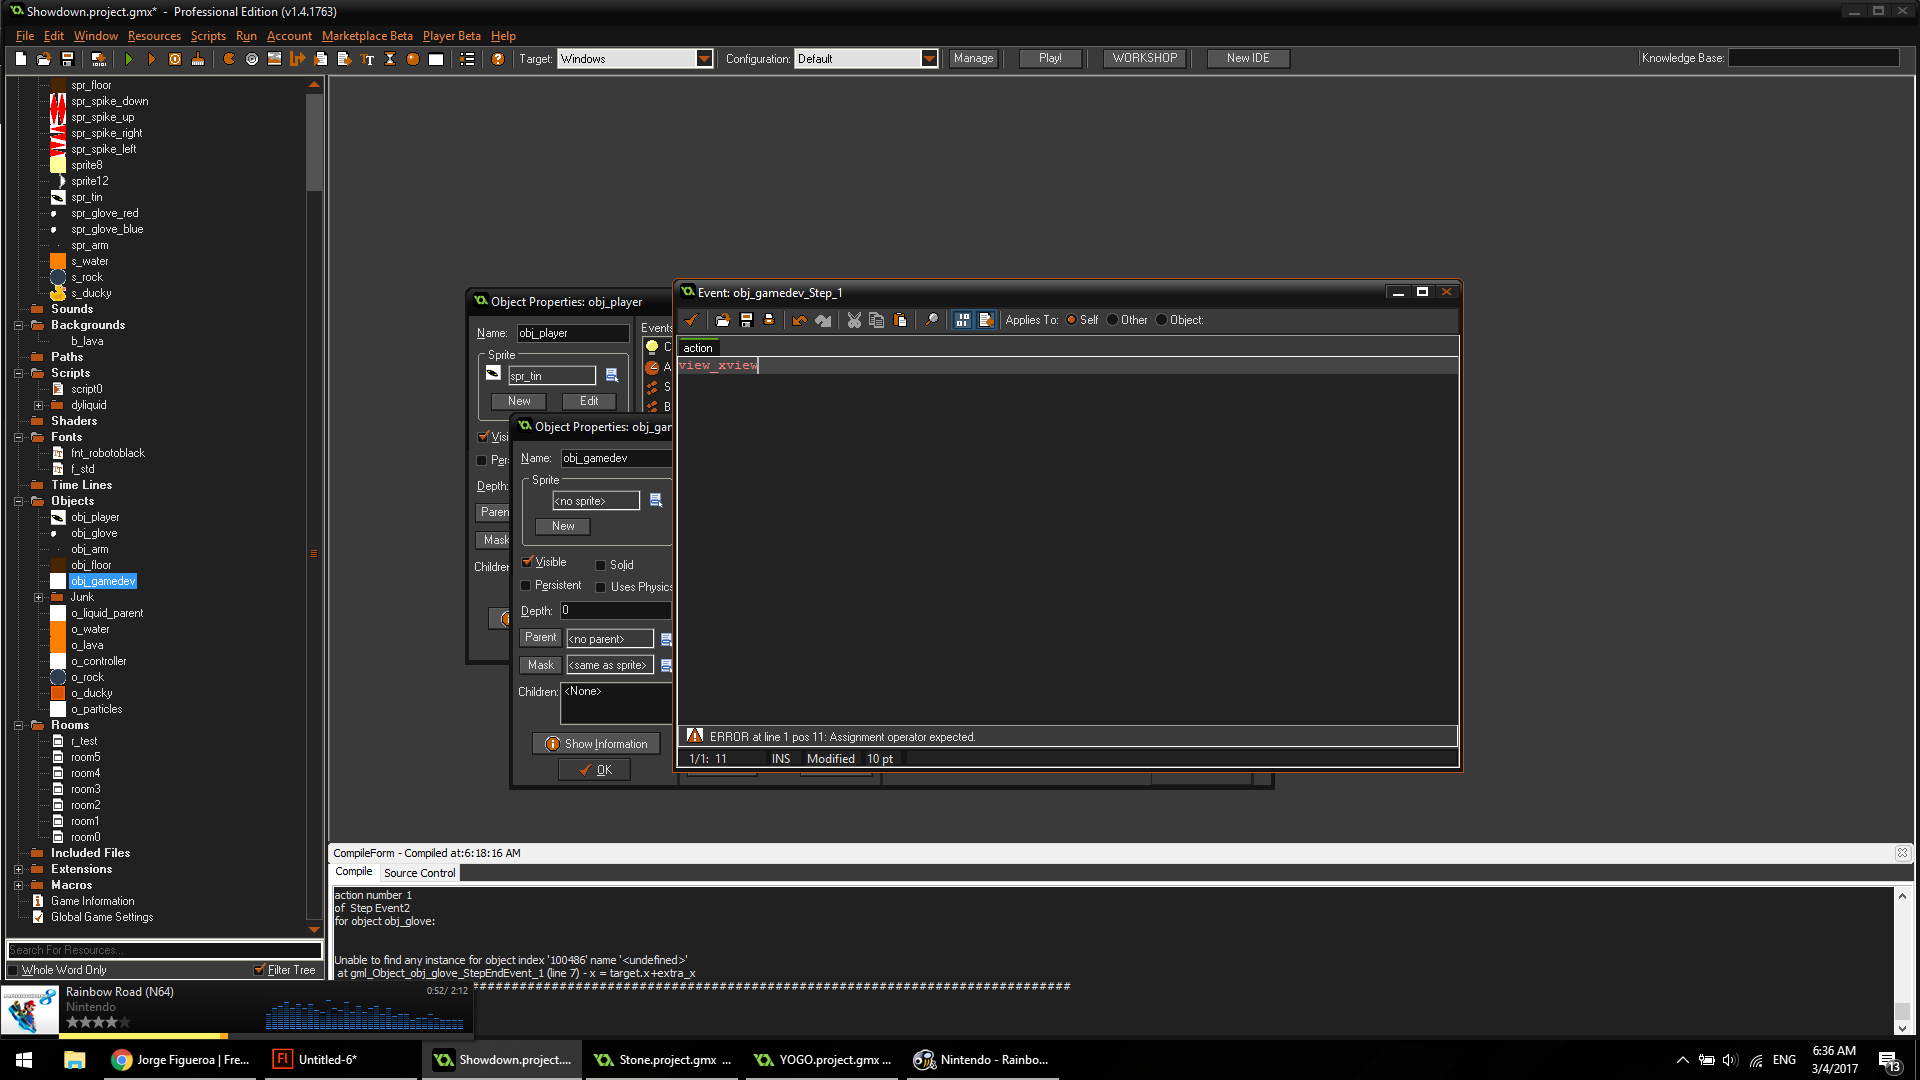 Showdown.project.gmx* - Professional Edition (v1.4.1763)
File Edit Window Resources Scripts Run Account Marketplace Beta Player Beta Help
Target: Windows Configuration: Default Manage Play! WORKSHOP New IDE Knowledge Base:
spr_floor
spr_spike_down
spr_spike_up
spr_spike_right
spr_spike_left
sprite8
sprite12
spr_tin
spr_glove_red
spr_glove_blue
spr_arm
s_water
s_rock
s_ducky
Sounds
Backgrounds
b_lava
Paths
Scripts
script0
dyliquid
Shaders
Fonts
fnt_robotoblack
f_std
Time Lines
Objects
obj_player
obj_glove
obj_arm
obj_floor
obj_gamedev
Junk
o_liquid_parent
o_water
o_lava
o_controller
o_rock
o_ducky
o_particles
Rooms
r_test
room5
room4
room3
room2
room1
room0
Included Files
Extensions
Macros
Game Information
Global Game Settings
Search For Resources...
Whole Word Only Filter Tree
Object Properties: obj_player
Name: obj_player
Events
Sprite
spr_tin
New Edit
Visi
Per
Depth:
Paren
Mask
Childre
C
A
S
B
Object Properties: obj_gar
Name: obj_gamedev
Sprite
<no sprite>
New
Visible Solid
Persistent Uses Physic
Depth: 0
Parent <no parent>
Mask <same as sprite>
Children: <None>
Show Information
OK
Event: obj_gamedev_Step_1
Applies To: Self Other Object:
action
view_xview
ERROR at line 1 pos 11: Assignment operator expected.
1/1: 11 INS Modified 10 pt
CompileForm - Compiled at:6:18:16 AM
Compile Source Control
action number 1
of Step Event2
for object obj_glove:
Unable to find any instance for object index '100486' name '<undefined>'
at gml_Object_obj_glove_StepEndEvent_1 (line 7) - x = target.x+extra_x
Rainbow Road (N64) 0:52/ 2:12
Nintendo
Jorge Figueroa | Fre... Untitled-6* Showdown.project.... Stone.project.gmx ... YOGO.project.gmx ... Nintendo - Rainbo... ENG 6:36 AM
3/4/2017 13